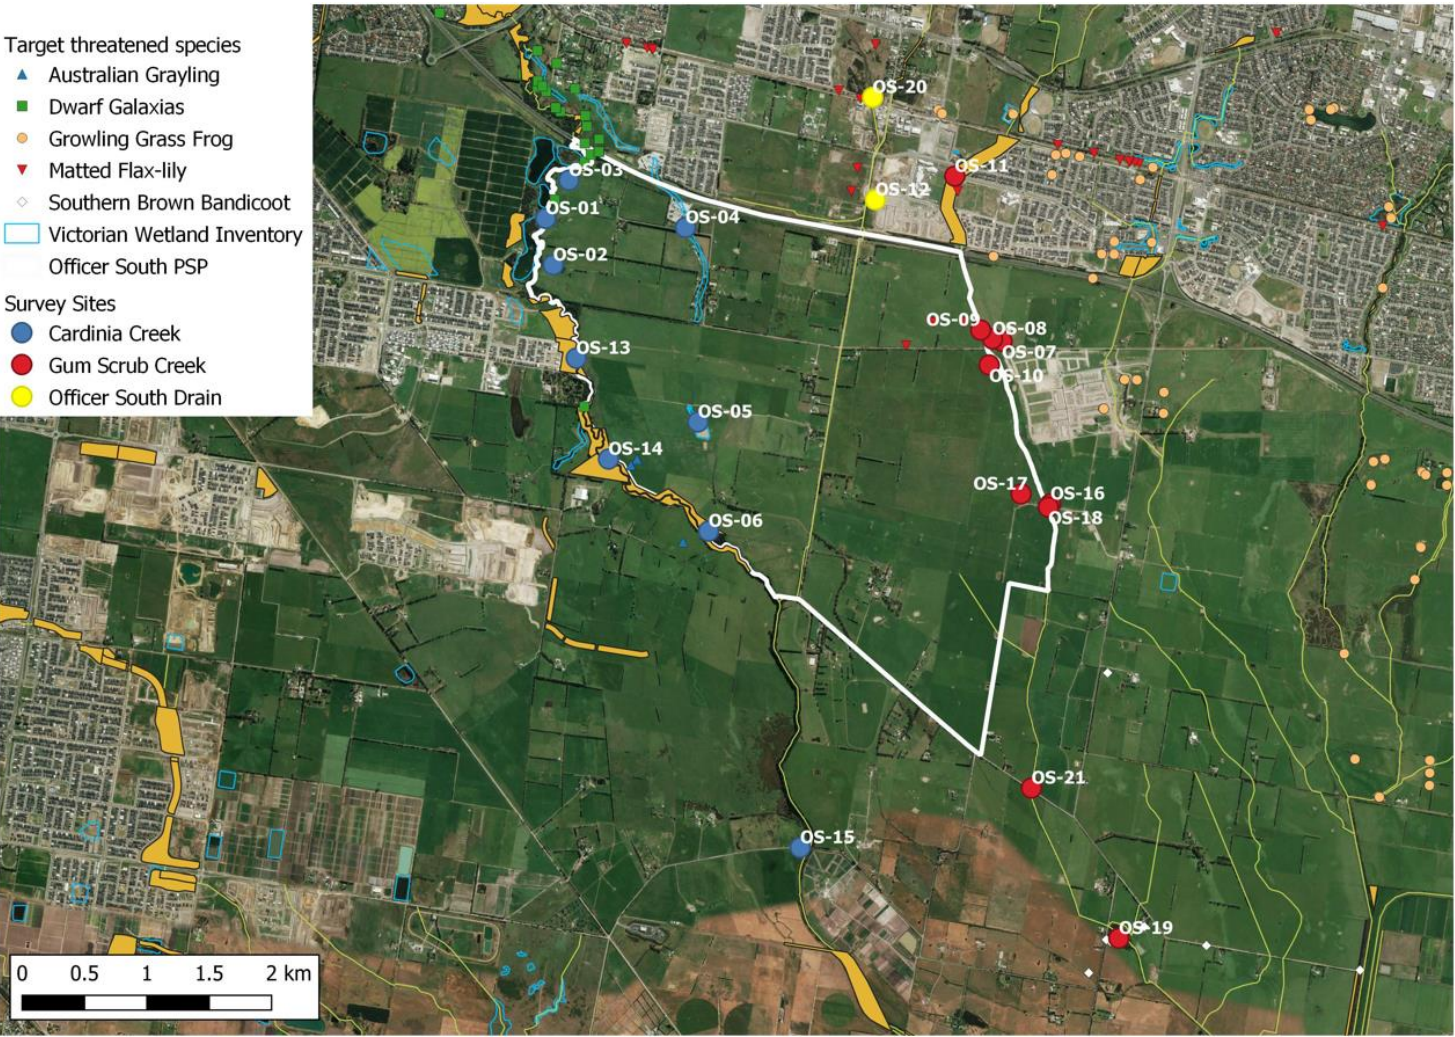 Target threatened species
Australian Grayling
Dwarf Galaxias
Growling Grass Frog
Matted Flax-lily
Southern Brown Bandicoot
Victorian Wetland Inventory
Officer South PSP
Survey Sites
Cardinia Creek
Gum Scrub Creek
Officer South Drain
OS-20
OS-03
OS-11
OS-12
OS-01
OS-04
OS-02
OS-09
OS-08
OS-13
OS-07
OS-10
OS-05
OS-14
OS-17
OS-16
OS-18
OS-06
OS-21
OS-15
OS-19
0 0.5 1 1.5 2 km